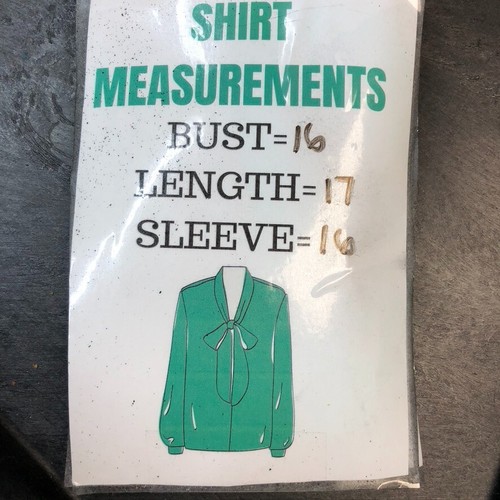 SHIRT
MEASUREMENTS
BUST=16
LENGTH=17
SLEEVE=16